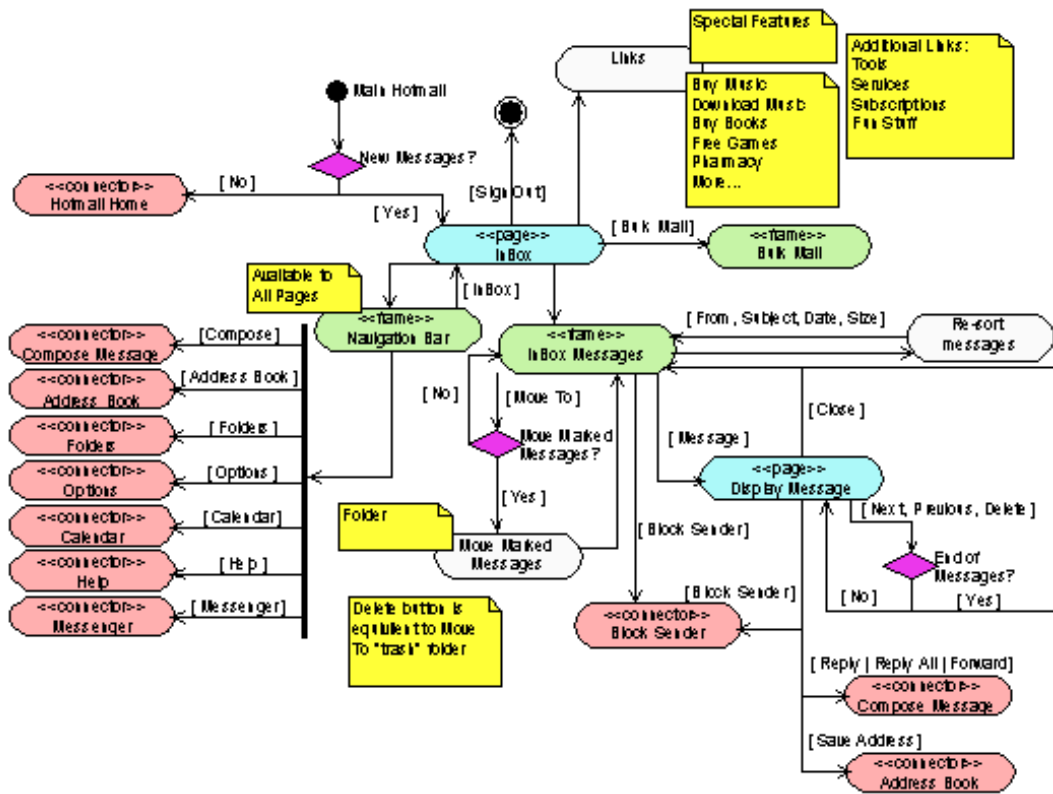 Special Features
Links
Additional Links:
Tools
Services
Subscriptions
Fun Stuff
Buy Music
Download Music
Buy Books
Free Games
Pharmacy
More...
Main Hotmail
New Messages?
[No]
<<connector>>
Hotmail Home
[Yes]
[Sign Out]
<<page>>
InBox
[Bulk Mail]
<<frame>>
Bulk Mail
Available to
All Pages
[InBox]
<<frame>>
Navigation Bar
<<frame>>
InBox Messages
[From, Subject, Date, Size]
Re-sort
messages
[Compose]
<<connector>>
Compose Message
[Address Book]
<<connector>>
Address Book
[Folders]
<<connector>>
Folders
[Options]
<<connector>>
Options
[Calendar]
<<connector>>
Calendar
[Help]
<<connector>>
Help
[Messenger]
<<connector>>
Messenger
[No]
[Move To]
Move Marked
Messages?
[Yes]
Folder
Move Marked
Messages
[Message]
[Close]
<<page>>
Display Message
[Next, Previous, Delete]
End of
Messages?
[No]
[Yes]
[Block Sender]
[Block Sender]
<<connector>>
Block Sender
Delete button is
equivlent to Move
To "trash" folder
[Reply | Reply All | Forward]
<<connector>>
Compose Message
[Save Address]
<<connector>>
Address Book